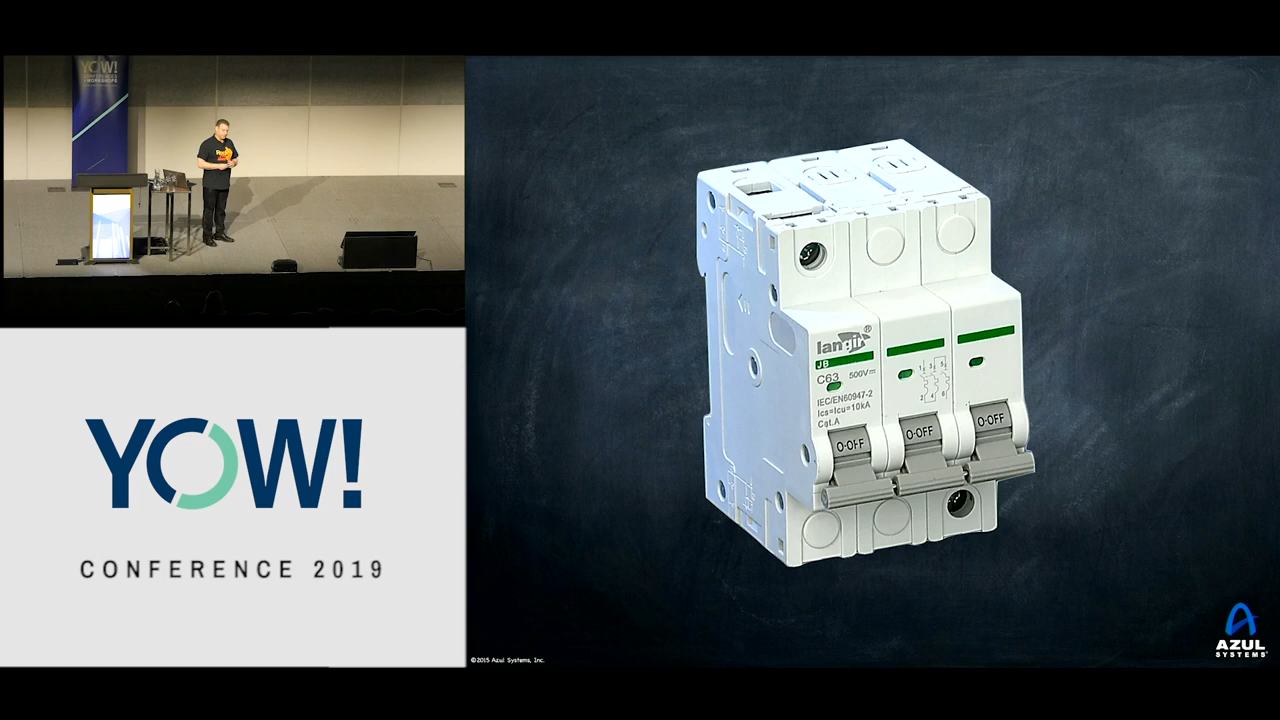 YOW!
YOW!
CONFERENCE 2019
langir®
JB
C63 500V
IEC/EN60947-2
Ics=Icu=10kA
Cat.A
O-OFF
O-OFF
O-OFF
©2015 Azul Systems, Inc.
AZUL
SYSTEMS